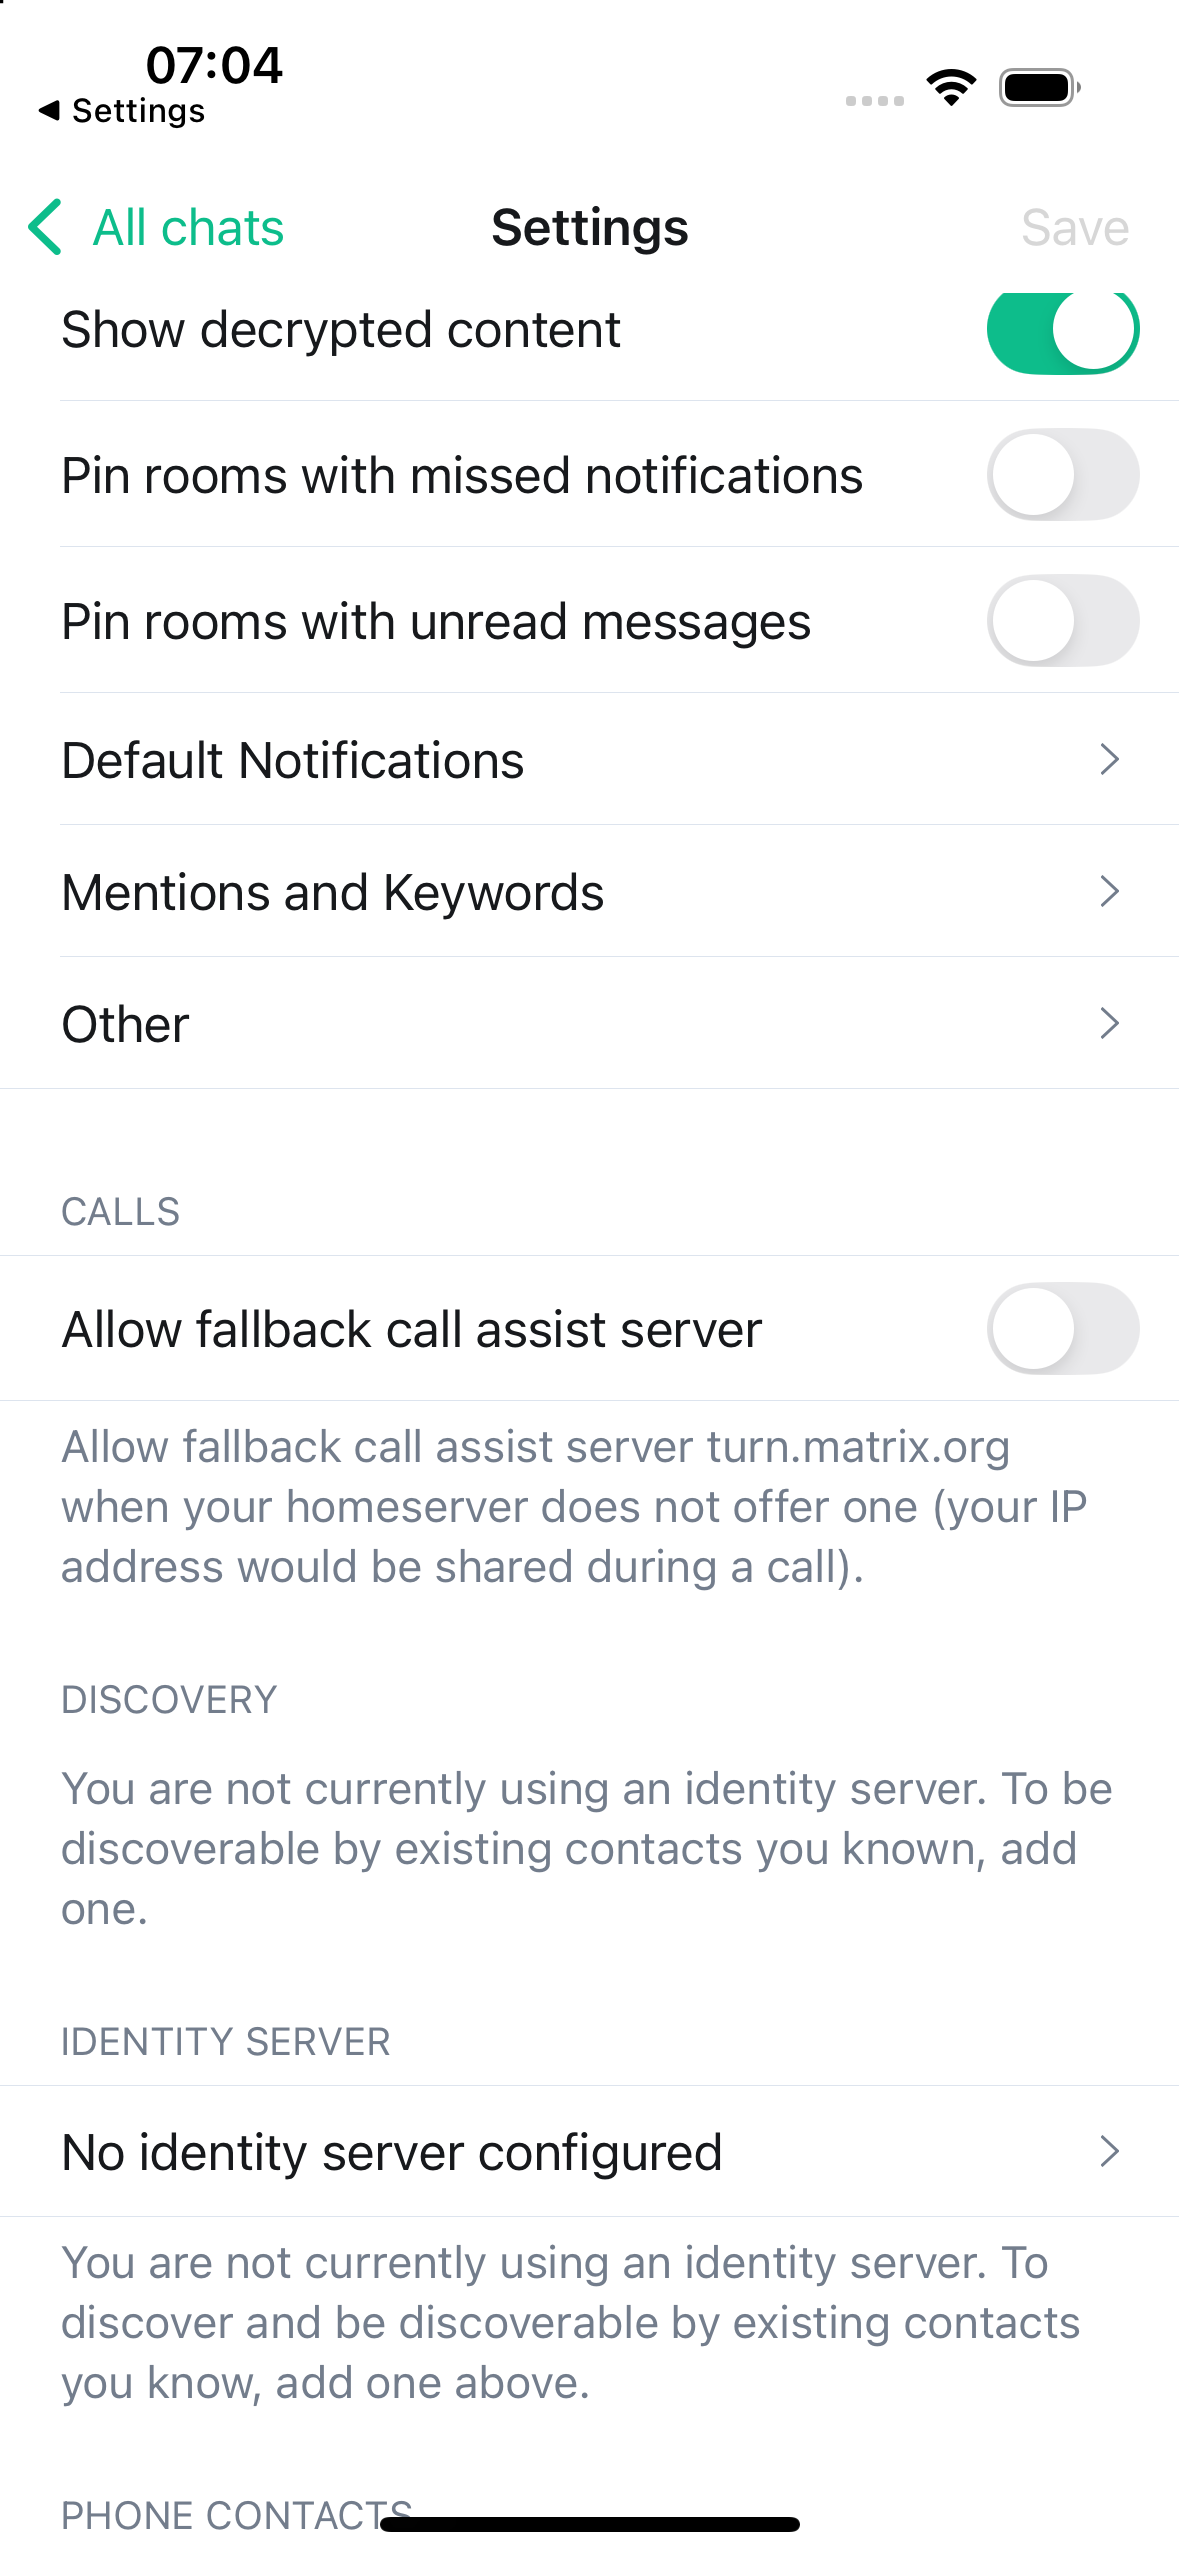 07:04
Settings
All chats
Settings
Save
Show decrypted content
Pin rooms with missed notifications
Pin rooms with unread messages
Default Notifications
Mentions and Keywords
Other
CALLS
Allow fallback call assist server
Allow fallback call assist server turn.matrix.org
when your homeserver does not offer one (your IP
address would be shared during a call).
DISCOVERY
You are not currently using an identity server. To be
discoverable by existing contacts you known, add
one.
IDENTITY SERVER
No identity server configured
You are not currently using an identity server. To
discover and be discoverable by existing contacts
you know, add one above.
PHONE CONTACTS